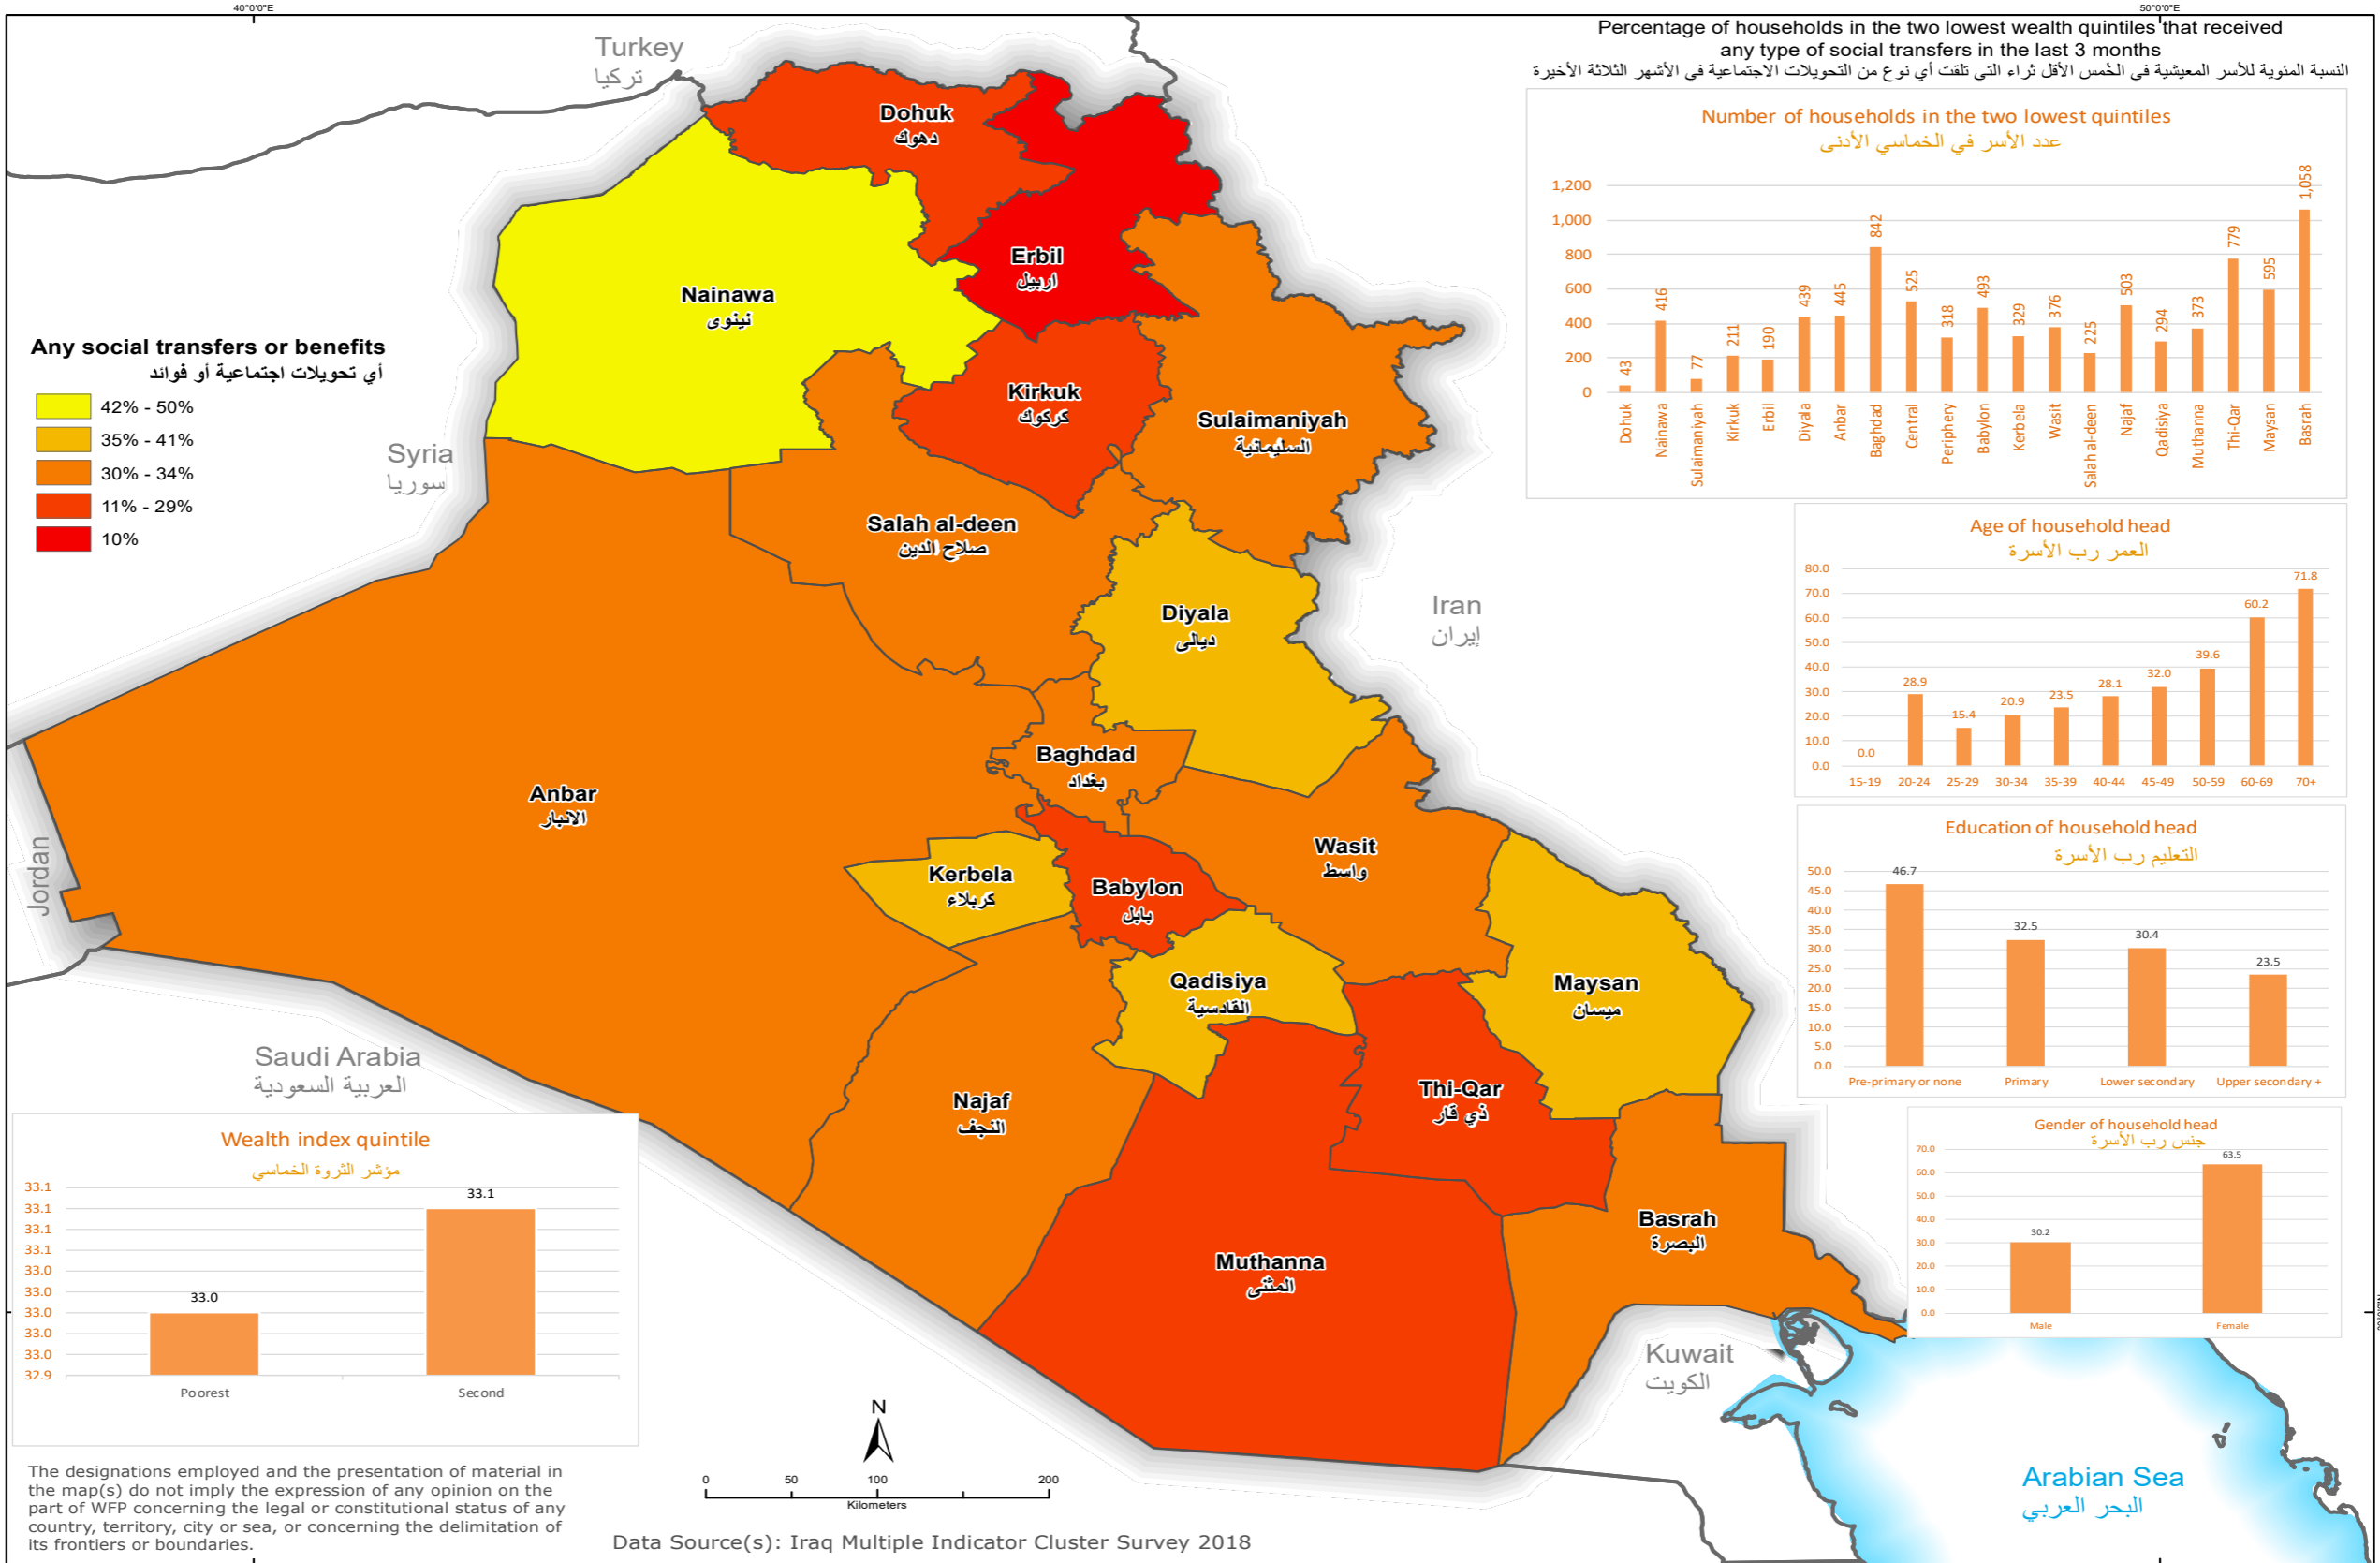 40°0'0"E
50°0'0"E
Percentage of households in the two lowest wealth quintiles that received
any type of social transfers in the last 3 months
النسبة المئوية للأسر المعيشية في الخُمس الأقل ثراء التي تلقت أي نوع من التحويلات الاجتماعية في الأشهر الثلاثة الأخيرة
Number of households in the two lowest quintiles
عدد الأسر في الخماسي الأدنى
1,200
1,000
800
600
400
200
0
43
416
77
211
190
439
445
842
525
318
493
329
376
225
503
294
373
779
595
1,058
Dohuk
Nainawa
Sulaimaniyah
Kirkuk
Erbil
Diyala
Anbar
Baghdad
Central
Periphery
Babylon
Kerbela
Wasit
Salah al-deen
Najaf
Qadisiya
Muthanna
Thi-Qar
Maysan
Basrah
Age of household head
العمر رب الأسرة
80.0
70.0
60.0
50.0
40.0
30.0
20.0
10.0
0.0
0.0
28.9
15.4
20.9
23.5
28.1
32.0
39.6
60.2
71.8
15-19 20-24 25-29 30-34 35-39 40-44 45-49 50-59 60-69 70+
Education of household head
التعليم رب الأسرة
50.0
45.0
40.0
35.0
30.0
25.0
20.0
15.0
10.0
5.0
0.0
46.7
32.5
30.4
23.5
Pre-primary or none Primary Lower secondary Upper secondary +
Gender of household head
جنس رب الأسرة
70.0
60.0
50.0
40.0
30.0
20.0
10.0
0.0
30.2
63.5
Male Female
Turkey
تركيا
Syria
سوريا
Iran
إيران
Jordan
Saudi Arabia
العربية السعودية
Kuwait
الكويت
Arabian Sea
البحر العربي
Any social transfers or benefits
أي تحويلات اجتماعية أو فوائد
42% - 50%
35% - 41%
30% - 34%
11% - 29%
10%
Dohuk
دهوك
Erbil
اربيل
Nainawa
نينوى
Kirkuk
كركوك
Sulaimaniyah
السليمانية
Salah al-deen
صلاح الدين
Diyala
ديالى
Baghdad
بغداد
Anbar
الانبار
Wasit
واسط
Kerbela
كربلاء
Babylon
بابل
Qadisiya
القادسية
Maysan
ميسان
Najaf
النجف
Thi-Qar
ذي قار
Basrah
البصرة
Muthanna
المثنى
Wealth index quintile
مؤشر الثروة الخماسي
33.1
33.1
33.1
33.1
33.0
33.0
33.0
33.0
33.0
32.9
33.0
33.1
Poorest Second
N
0 50 100 200
Kilometers
The designations employed and the presentation of material in
the map(s) do not imply the expression of any opinion on the
part of WFP concerning the legal or constitutional status of any
country, territory, city or sea, or concerning the delimitation of
its frontiers or boundaries.
Data Source(s): Iraq Multiple Indicator Cluster Survey 2018